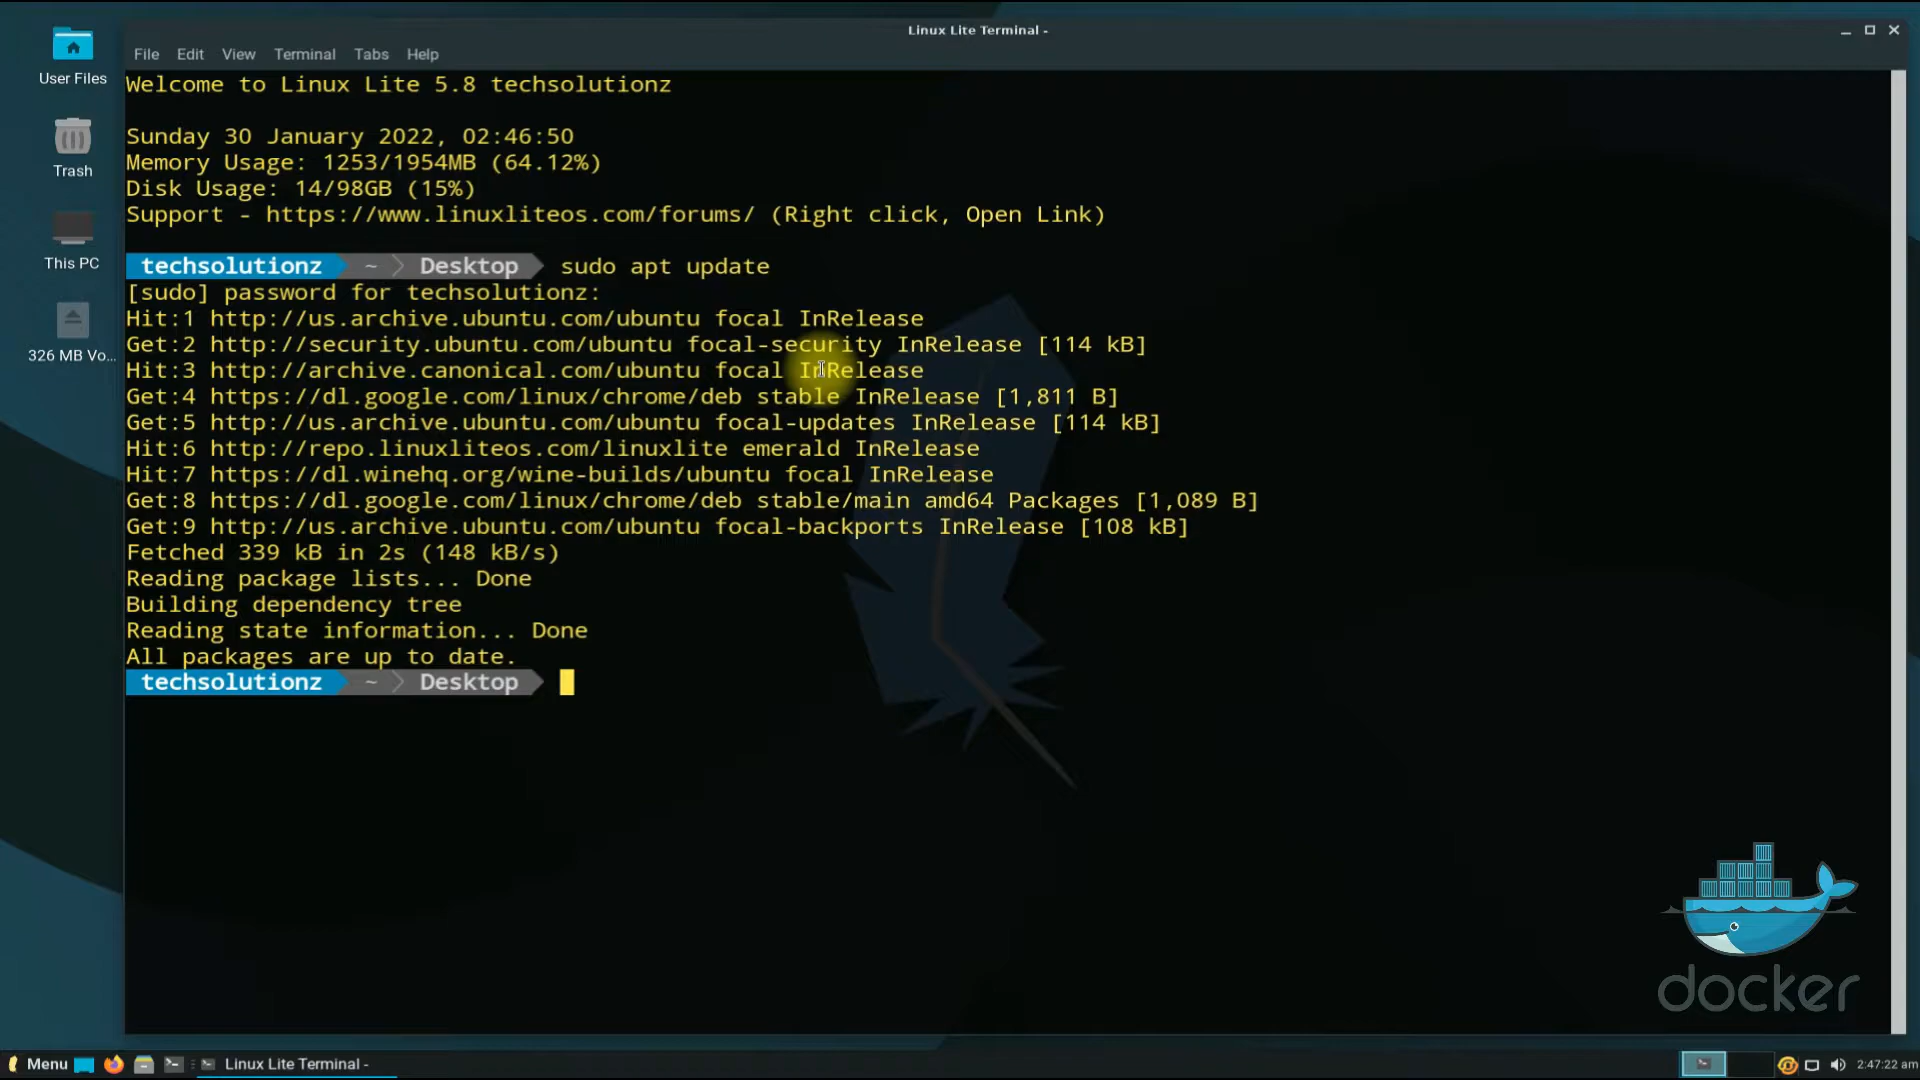 Linux Lite Terminal -
File Edit View Terminal Tabs Help
User Files
Trash
This PC
326 MB Vo...
Welcome to Linux Lite 5.8 techsolutionz
Sunday 30 January 2022, 02:46:50
Memory Usage: 1253/1954MB (64.12%)
Disk Usage: 14/98GB (15%)
Support - https://www.linuxliteos.com/forums/ (Right click, Open Link)
techsolutionz ~ Desktop sudo apt update
[sudo] password for techsolutionz:
Hit:1 http://us.archive.ubuntu.com/ubuntu focal InRelease
Get:2 http://security.ubuntu.com/ubuntu focal-security InRelease [114 kB]
Hit:3 http://archive.canonical.com/ubuntu focal InRelease
Get:4 https://dl.google.com/linux/chrome/deb stable InRelease [1,811 B]
Get:5 http://us.archive.ubuntu.com/ubuntu focal-updates InRelease [114 kB]
Hit:6 http://repo.linuxliteos.com/linuxlite emerald InRelease
Hit:7 https://dl.winehq.org/wine-builds/ubuntu focal InRelease
Get:8 https://dl.google.com/linux/chrome/deb stable/main amd64 Packages [1,089 B]
Get:9 http://us.archive.ubuntu.com/ubuntu focal-backports InRelease [108 kB]
Fetched 339 kB in 2s (148 kB/s)
Reading package lists... Done
Building dependency tree
Reading state information... Done
All packages are up to date.
techsolutionz ~ Desktop
docker
Menu
Linux Lite Terminal -
2:47:22 am